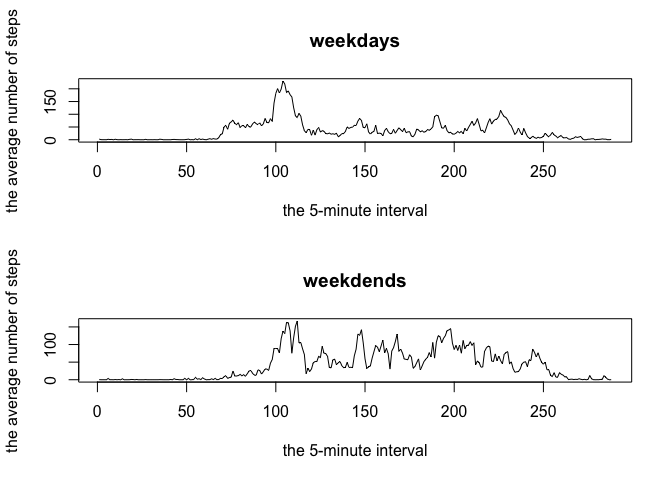 weekdays
the average number of steps
150
0
0 50 100 150 200 250
the 5-minute interval
weekdends
the average number of steps
100
0
0 50 100 150 200 250
the 5-minute interval